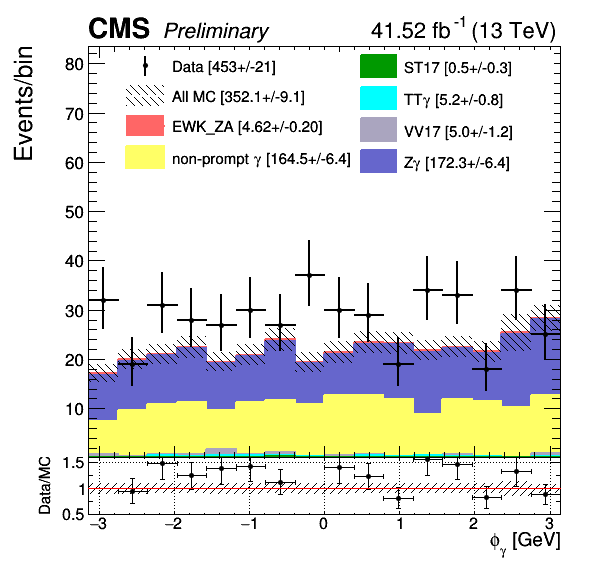 CMS Preliminary 41.52 fb⁻¹ (13 TeV)
Events/bin
80
70
60
50
40
30
20
10
Data [453+/-21]
All MC [352.1+/-9.1]
EWK_ZA [4.62+/-0.20]
non-prompt γ [164.5+/-6.4]
ST17 [0.5+/-0.3]
TTγ [5.2+/-0.8]
VV17 [5.0+/-1.2]
Zγ [172.3+/-6.4]
Data/MC
1.5
1
0.5
−3 −2 −1 0 1 2 3
ϕγ [GeV]